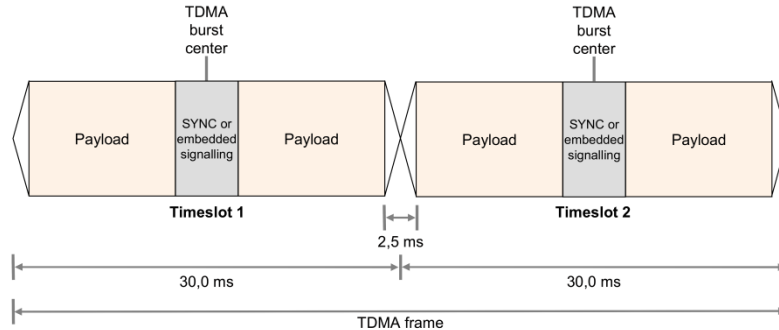 TDMA
burst
center
TDMA
burst
center
Payload
SYNC or
embedded
signalling
Payload
Payload
SYNC or
embedded
signalling
Payload
Timeslot 1
Timeslot 2
2,5 ms
30,0 ms
30,0 ms
TDMA frame